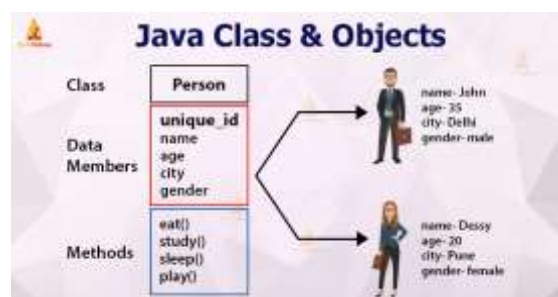 Java Class & Objects
Class
Person
Data
Members
unique_id
name
age
city
gender
Methods
eat()
study()
sleep()
play()
name- John
age- 35
city- Delhi
gender- male
name- Dessy
age- 20
city- Pune
gender- female